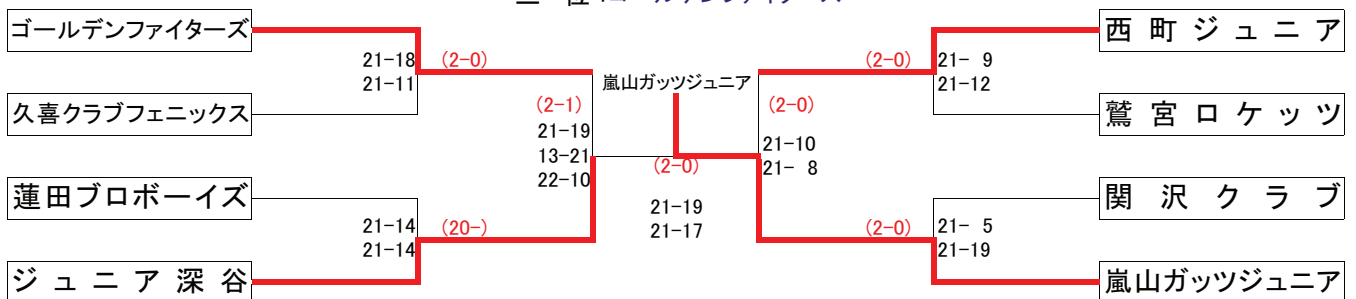 ゴールデンファイターズ
21-18
21-11
(2-0)
久喜クラブフェニックス
蓮田ブロボーイズ
21-14
21-14
(20-)
ジュニア深谷
(2-1)
21-19
13-21
22-10
嵐山ガッツジュニア
(2-0)
21-19
21-17
(2-0)
21-10
21- 8
西町ジュニア
(2-0)
21- 9
21-12
鷲宮ロケッツ
関沢クラブ
(2-0)
21- 5
21-19
嵐山ガッツジュニア